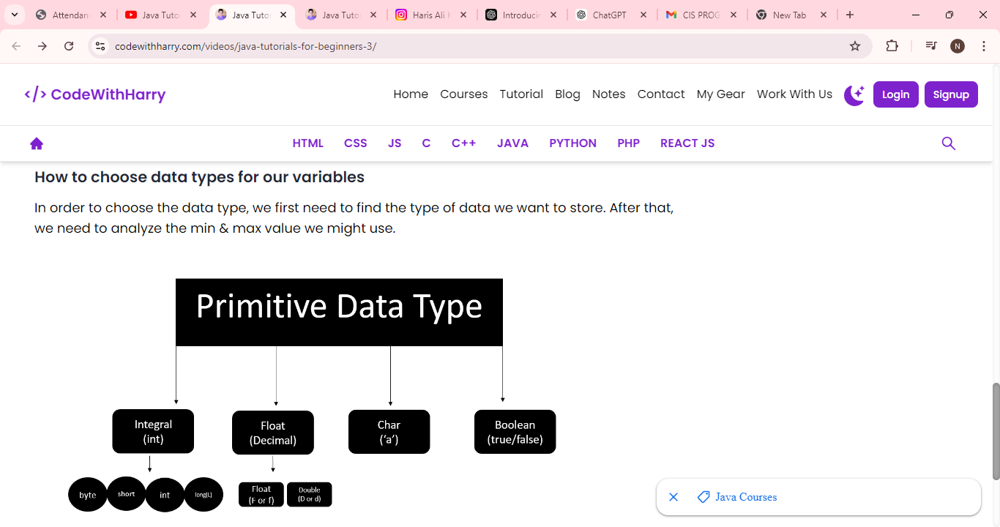 Attendan
Java Tuto
Java Tuto
Java Tuto
Haris Ali
Introducin
ChatGPT
CIS PROG
New Tab
codewithharry.com/videos/java-tutorials-for-beginners-3/
N
</> CodeWithHarry
Home Courses Tutorial Blog Notes Contact My Gear Work With Us Login Signup
HTML CSS JS C C++ JAVA PYTHON PHP REACT JS
How to choose data types for our variables
In order to choose the data type, we first need to find the type of data we want to store. After that,
we need to analyze the min & max value we might use.
Primitive Data Type
Integral
(int)
Float
(Decimal)
Char
(‘a’)
Boolean
(true/false)
byte
short
int
long(L)
Float
(F or f)
Double
(D or d)
Java Courses